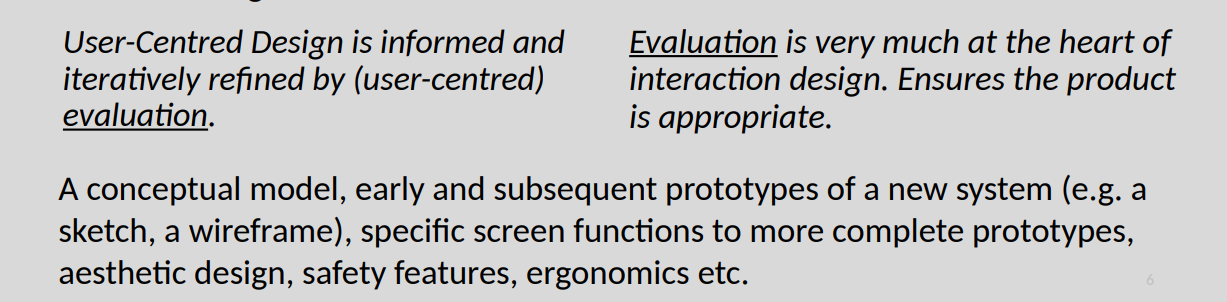 User-Centred Design is informed and
iteratively refined by (user-centred)
evaluation.
Evaluation is very much at the heart of
interaction design. Ensures the product
is appropriate.
A conceptual model, early and subsequent prototypes of a new system (e.g. a
sketch, a wireframe), specific screen functions to more complete prototypes,
aesthetic design, safety features, ergonomics etc.
6